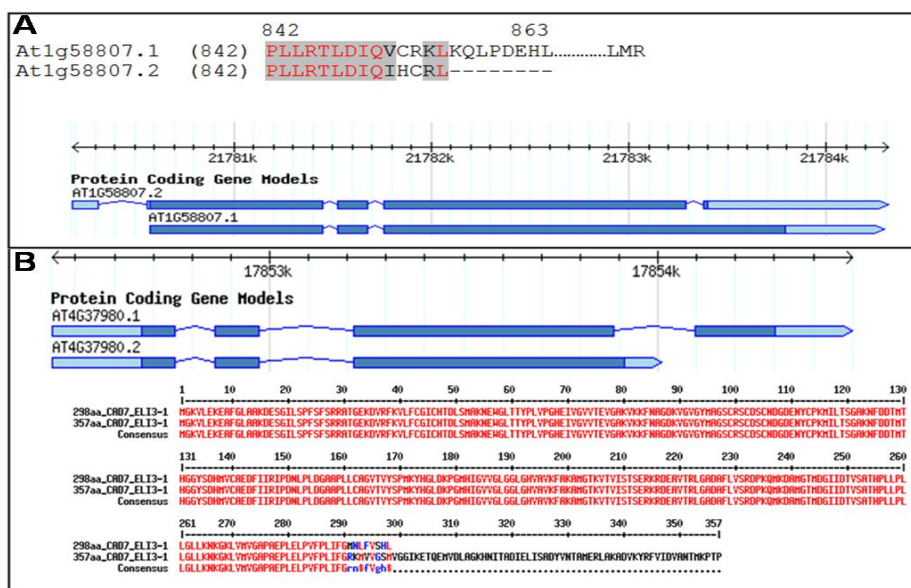 A
842 863
At1g58807.1 (842) PLLRTLDIQVCRKLKQLPDEHL...........LMR
At1g58807.2 (842) PLLRTLDIQIHCRL--------
21781k 21782k 21783k 21784k
Protein Coding Gene Models
AT1G58807.2
AT1G58807.1
B
17853k 17854k
Protein Coding Gene Models
AT4G37980.1
AT4G37980.2
1 10 20 30 40 50 60 70 80 90 100 110 120 130
298aa_CAD7_ELI3-1 MGKVLEKEAFGLAAKDESGILSPFSFSRRATGEKDVRFKVLFCGICHTDLSMAKNEWGLTTYPLVPGHEIVGVVTEVGAKVKKFNAGDKVGVGYMAGSCRSCDSCNDGDENYCPKMILTSGAKNFDDTMT
357aa_CAD7_ELI3-1 MGKVLEKEAFGLAAKDESGILSPFSFSRRATGEKDVRFKVLFCGICHTDLSMAKNEWGLTTYPLVPGHEIVGVVTEVGAKVKKFNAGDKVGVGYMAGSCRSCDSCNDGDENYCPKMILTSGAKNFDDTMT
Consensus MGKVLEKEAFGLAAKDESGILSPFSFSRRATGEKDVRFKVLFCGICHTDLSMAKNEWGLTTYPLVPGHEIVGVVTEVGAKVKKFNAGDKVGVGYMAGSCRSCDSCNDGDENYCPKMILTSGAKNFDDTMT
131 140 150 160 170 180 190 200 210 220 230 240 250 260
298aa_CAD7_ELI3-1 HGGYSDHMVCAEDFIIRIPDNLPLDGAAPLLCAGVTVYSPMKYHGLDKPGMHIGVVGLGGLGHVAVKFAKAMGTKVTVISTSERKRDEAVTRLGADAFLVSRDPKQMKDAMGTMDGIIDTVSATHPLLPL
357aa_CAD7_ELI3-1 HGGYSDHMVCAEDFIIRIPDNLPLDGAAPLLCAGVTVYSPMKYHGLDKPGMHIGVVGLGGLGHVAVKFAKAMGTKVTVISTSERKRDEAVTRLGADAFLVSRDPKQMKDAMGTMDGIIDTVSATHPLLPL
Consensus HGGYSDHMVCAEDFIIRIPDNLPLDGAAPLLCAGVTVYSPMKYHGLDKPGMHIGVVGLGGLGHVAVKFAKAMGTKVTVISTSERKRDEAVTRLGADAFLVSRDPKQMKDAMGTMDGIIDTVSATHPLLPL
261 270 280 290 300 310 320 330 340 350 357
298aa_CAD7_ELI3-1 LGLLKNKGKLVMVGAPAEPLELPVFPLIFGMNLFVSHL
357aa_CAD7_ELI3-1 LGLLKNKGKLVMVGAPAEPLELPVFPLIFGRKMVVGSMVGGIKETQEMVDLAGKHNITADIELISADYVNTAMERLAKADVKYRFVIDVANTMKPTP
Consensus LGLLKNKGKLVMVGAPAEPLELPVFPLIFGrn$fVgh$...........................................................